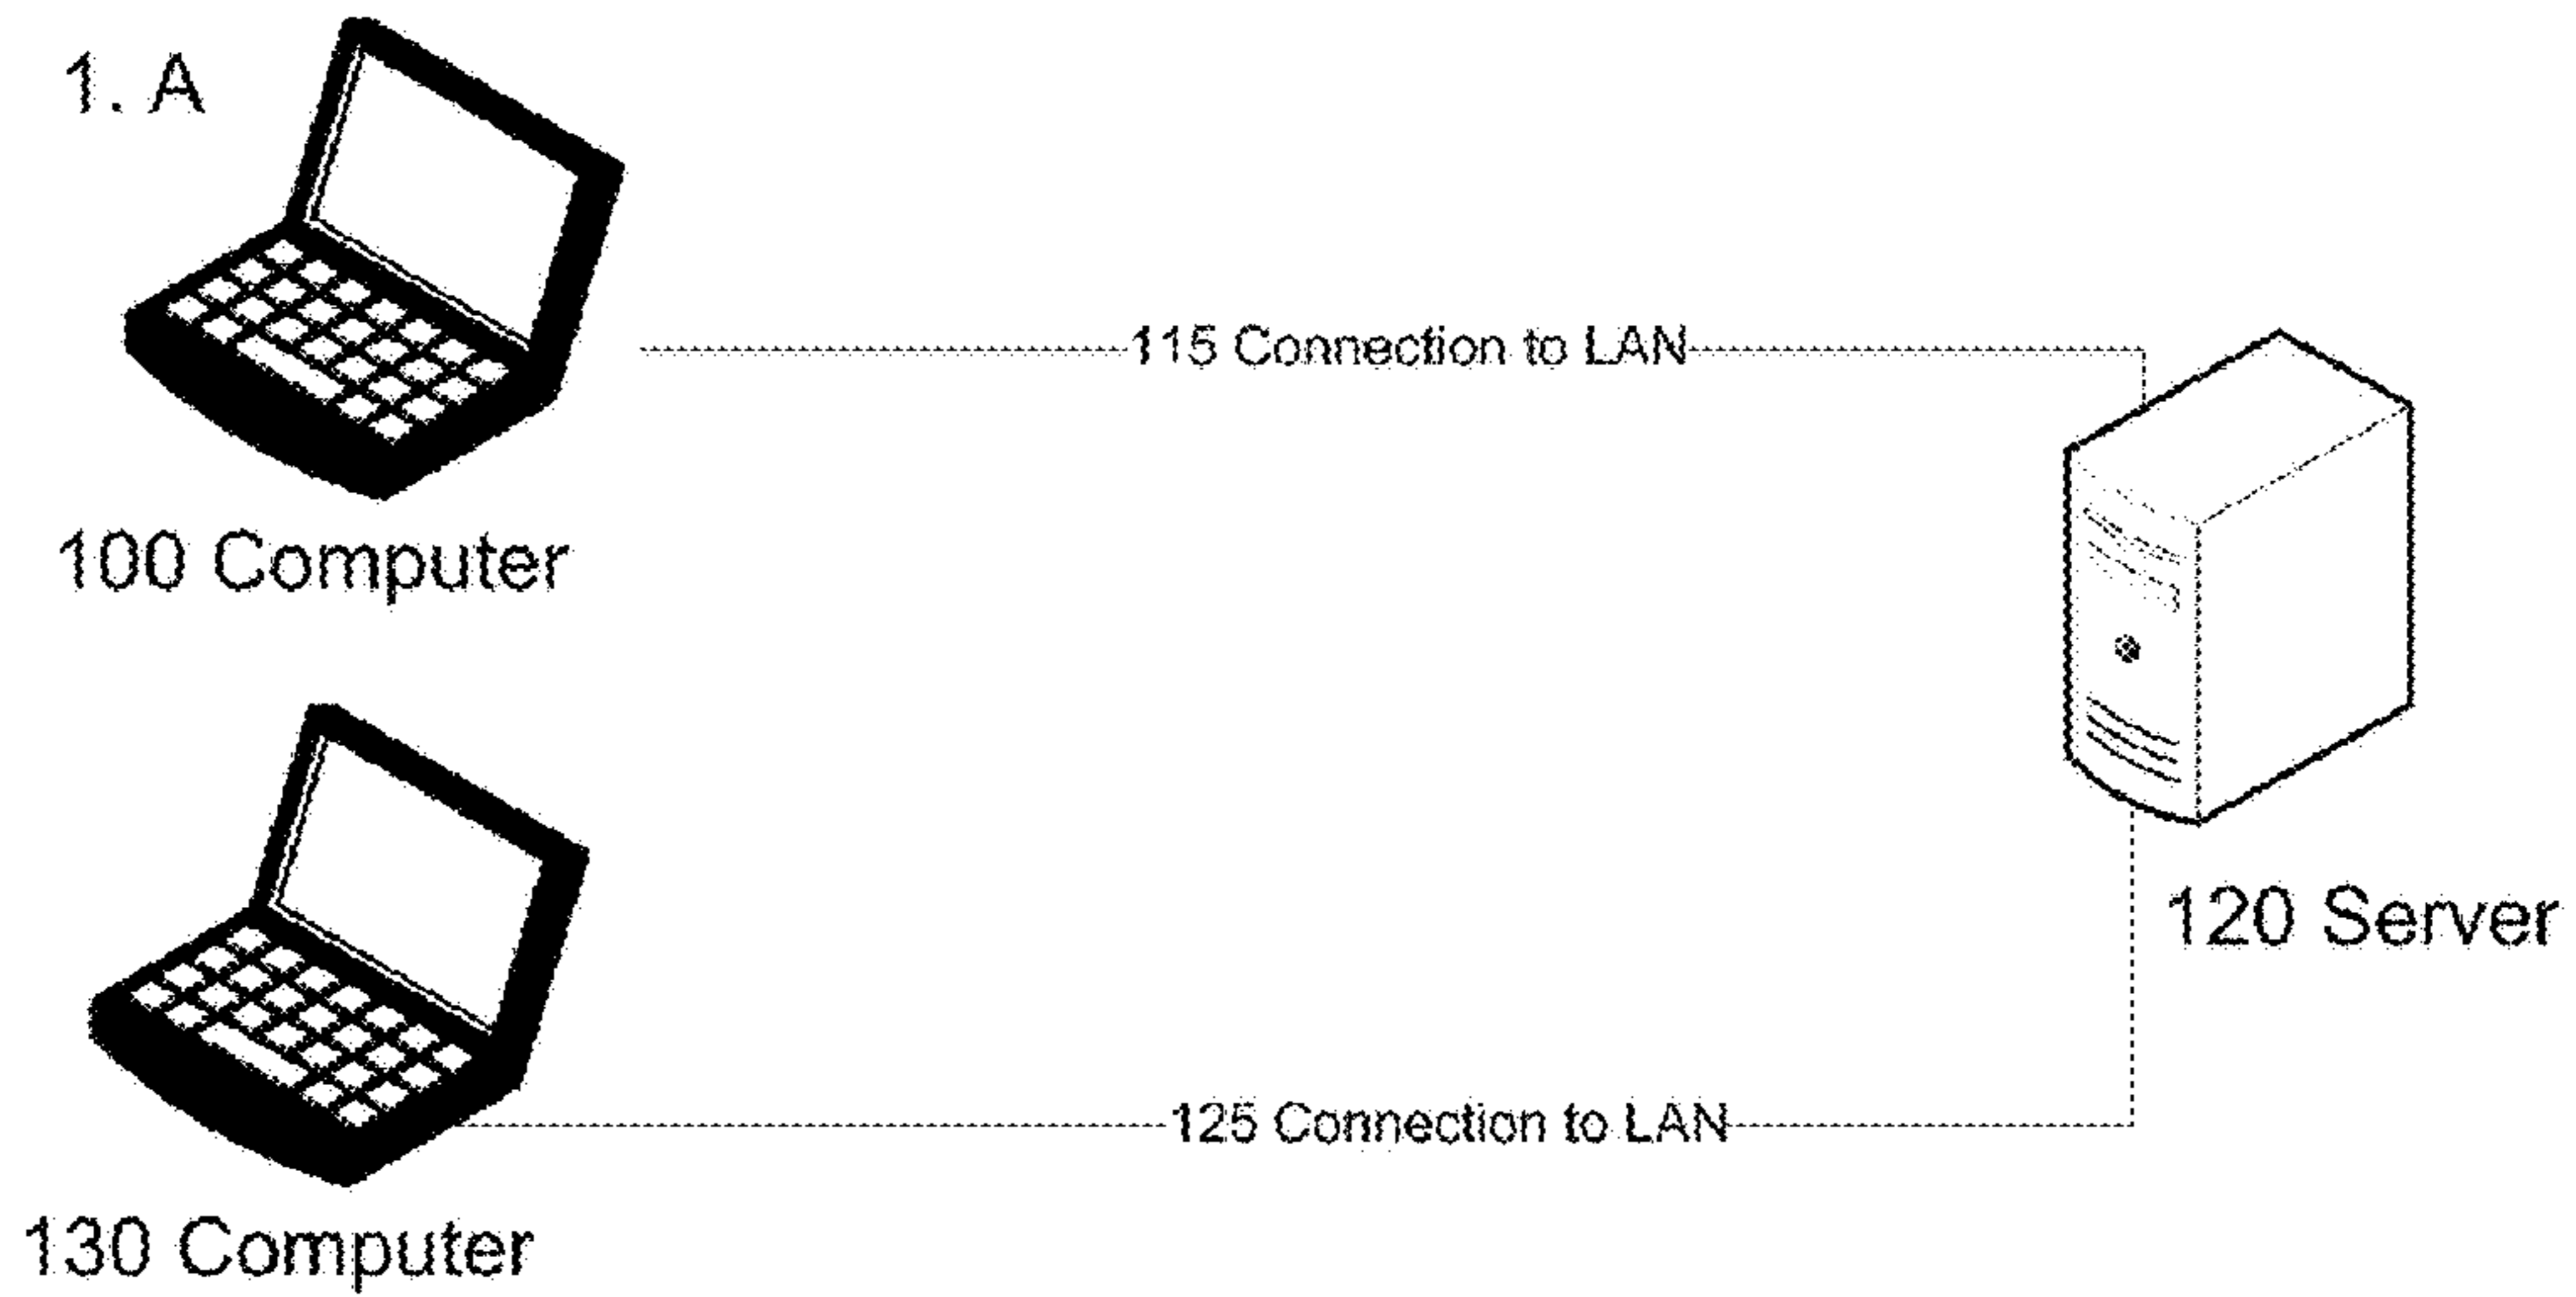 1. A
115 Connection to LAN
100 Computer
120 Server
125 Connection to LAN
130 Computer